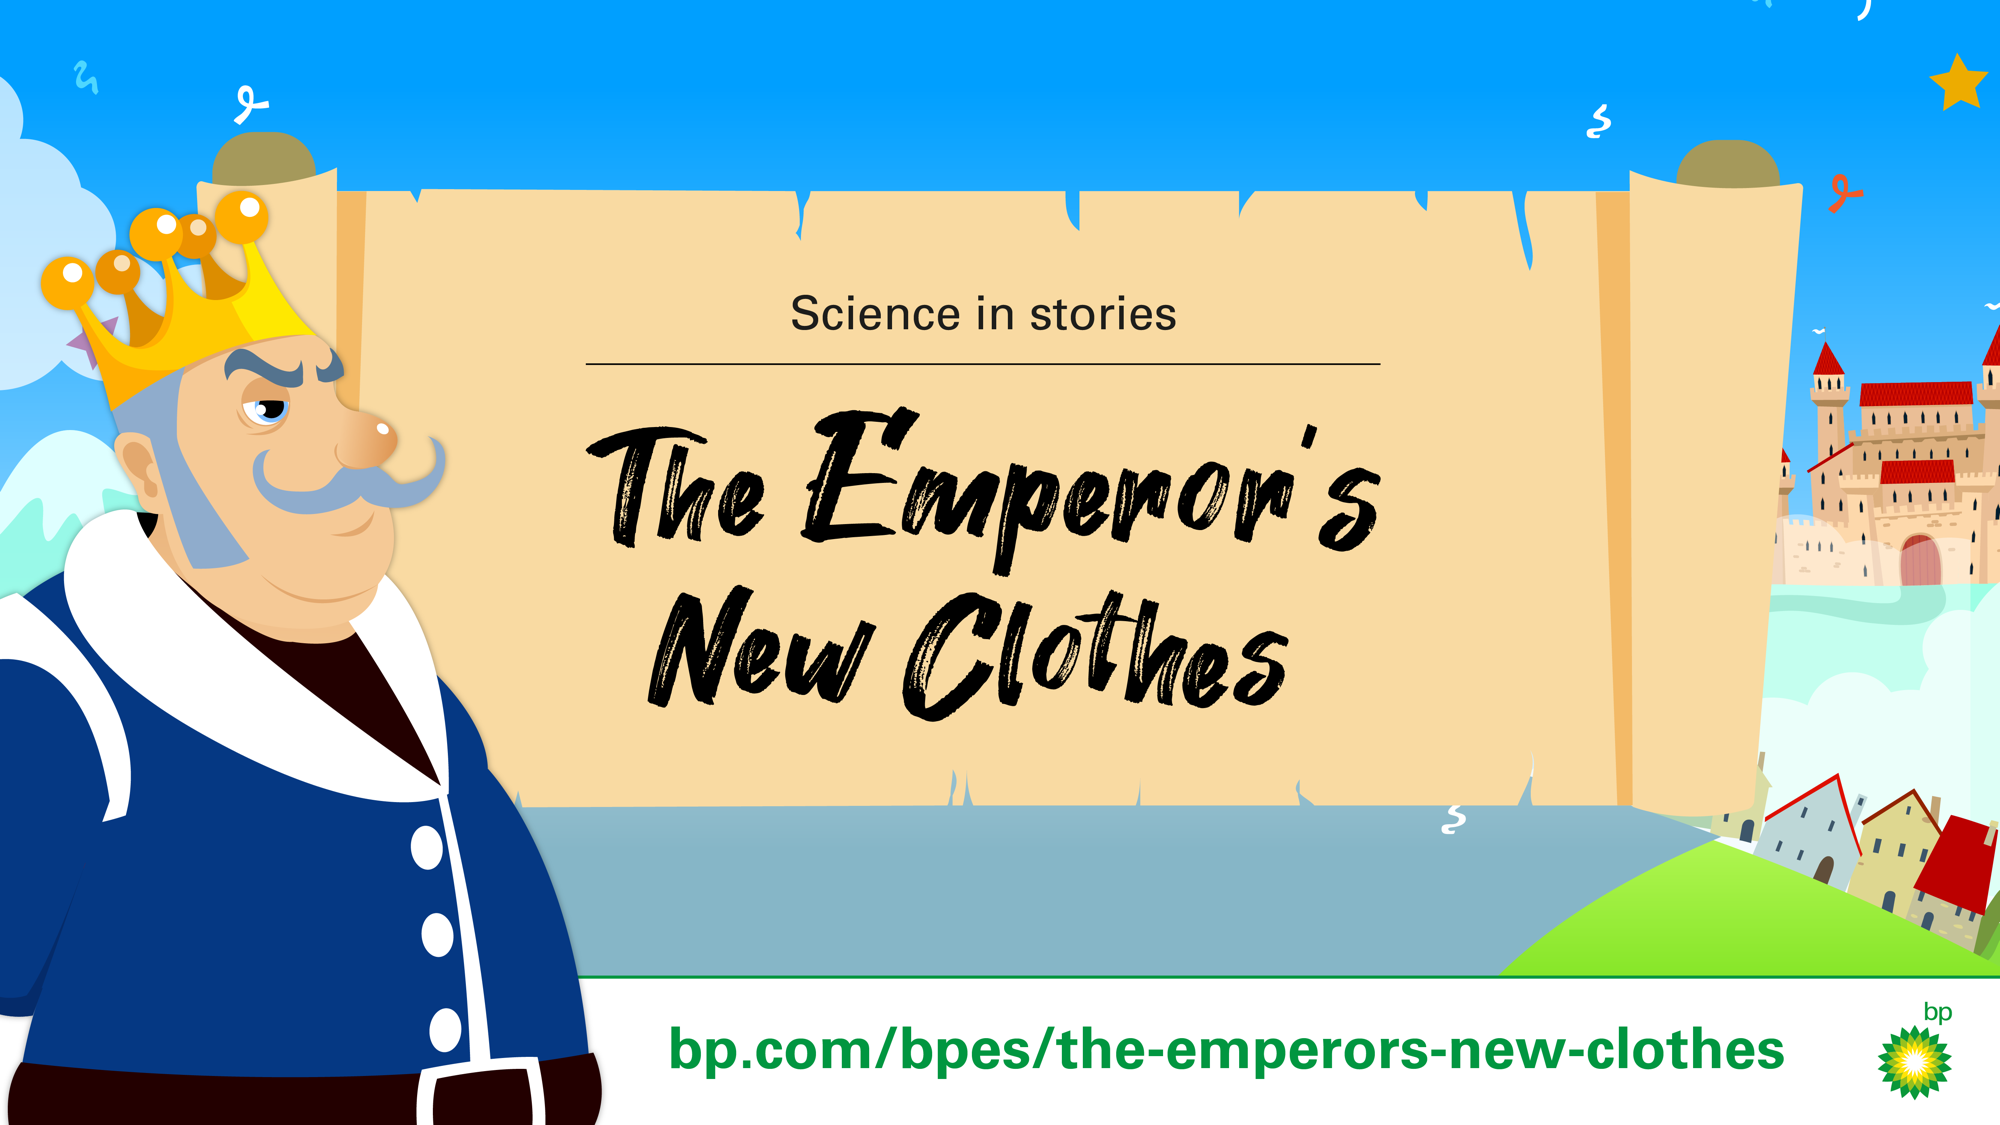 Science in stories
The Emperor's
New Clothes
bp.com/bpes/the-emperors-new-clothes
bp